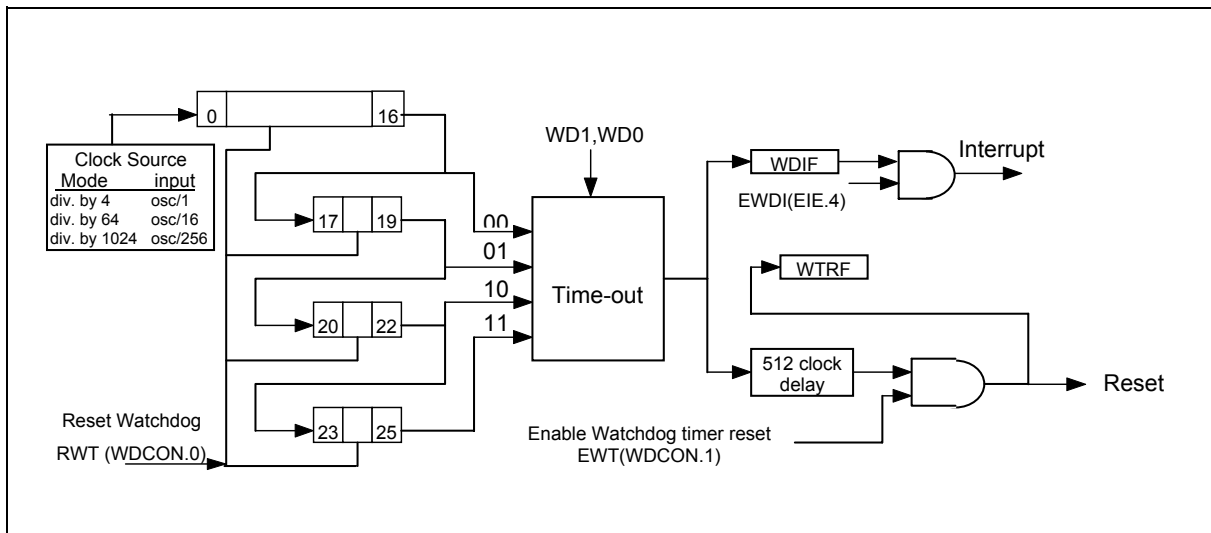 0 16
Clock Source
Mode input
div. by 4 osc/1
div. by 64 osc/16
div. by 1024 osc/256
17 19
20 22
23 25
Reset Watchdog
RWT (WDCON.0)
WD1,WD0
00
01
10
11
Time-out
WDIF
EWDI(EIE.4)
Interrupt
WTRF
512 clock
delay
Reset
Enable Watchdog timer reset
EWT(WDCON.1)